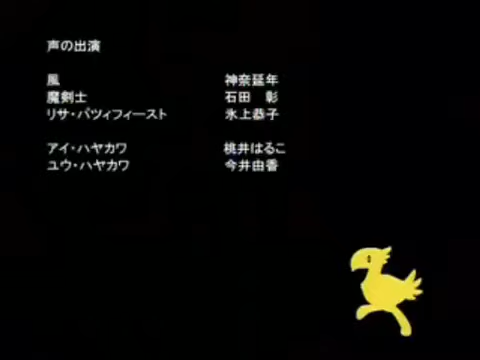 声の出演
風 神奈延年
魔剣士 石田 彰
リサ・パツィフィースト 氷上恭子
アイ・ハヤカワ 桃井はるこ
ユウ・ハヤカワ 今井由香